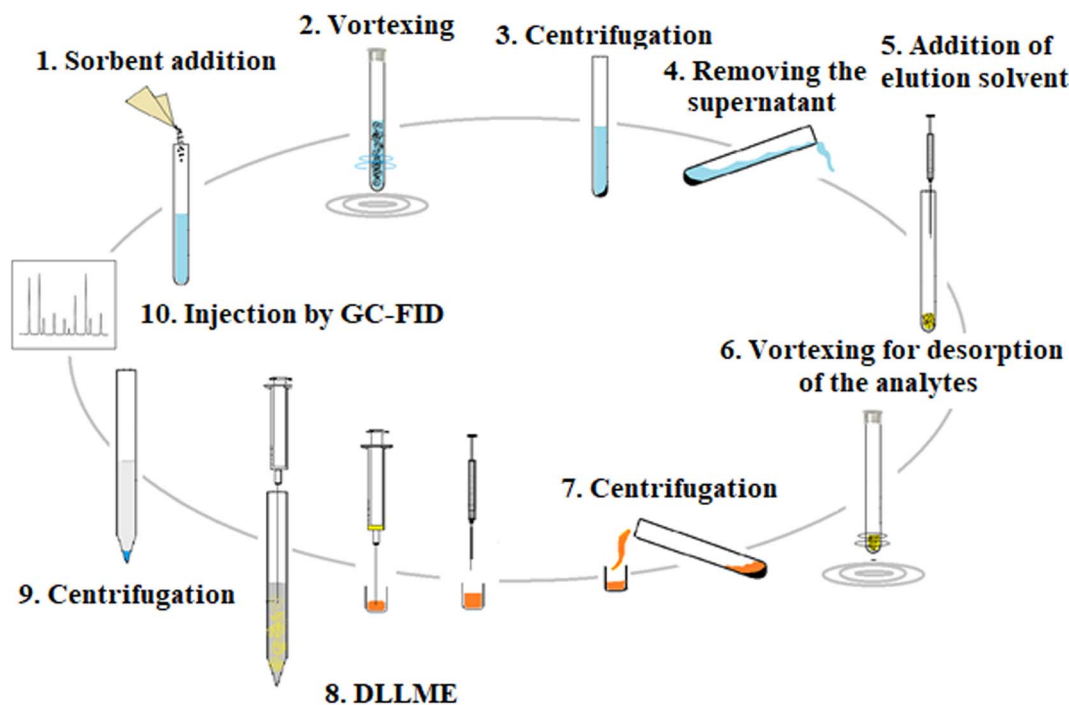 1. Sorbent addition
2. Vortexing
3. Centrifugation
4. Removing the
supernatant
5. Addition of
elution solvent
6. Vortexing for desorption
of the analytes
7. Centrifugation
8. DLLME
9. Centrifugation
10. Injection by GC-FID